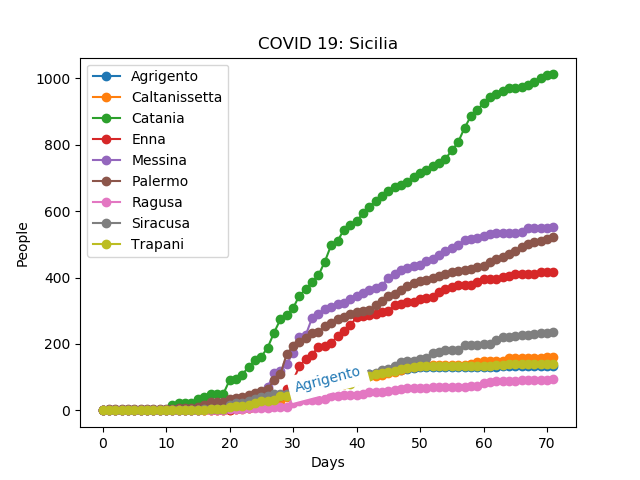 COVID 19: Sicilia
Agrigento
Caltanissetta
Catania
Enna
Messina
Palermo
Ragusa
Siracusa
Trapani
Agrigento
People
1000
800
600
400
200
0
0 10 20 30 40 50 60 70
Days